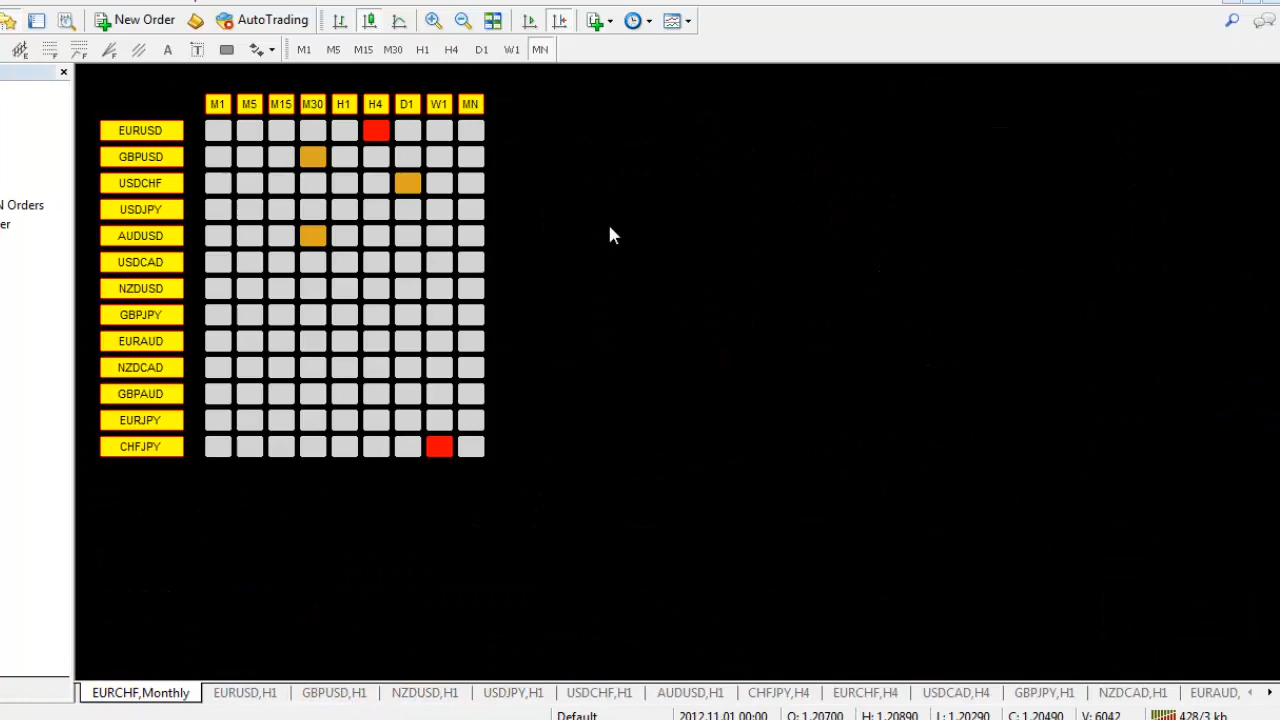 New Order AutoTrading
A T M1 M5 M15 M30 H1 H4 D1 W1 MN
M1 M5 M15 M30 H1 H4 D1 W1 MN
EURUSD
GBPUSD
USDCHF
USDJPY
N Orders
er
AUDUSD
USDCAD
NZDUSD
GBPJPY
EURAUD
NZDCAD
GBPAUD
EURJPY
CHFJPY
EURCHF,Monthly EURUSD,H1 GBPUSD,H1 NZDUSD,H1 USDJPY,H1 USDCHF,H1 AUDUSD,H1 CHFJPY,H4 EURCHF,H4 USDCAD,H4 GBPJPY,H1 NZDCAD,H1 EURAUD,
Default 2012.11.01 00:00 O: 1.20700 H: 1.20890 L: 1.20290 C: 1.20490 V: 6042 428/3 kb